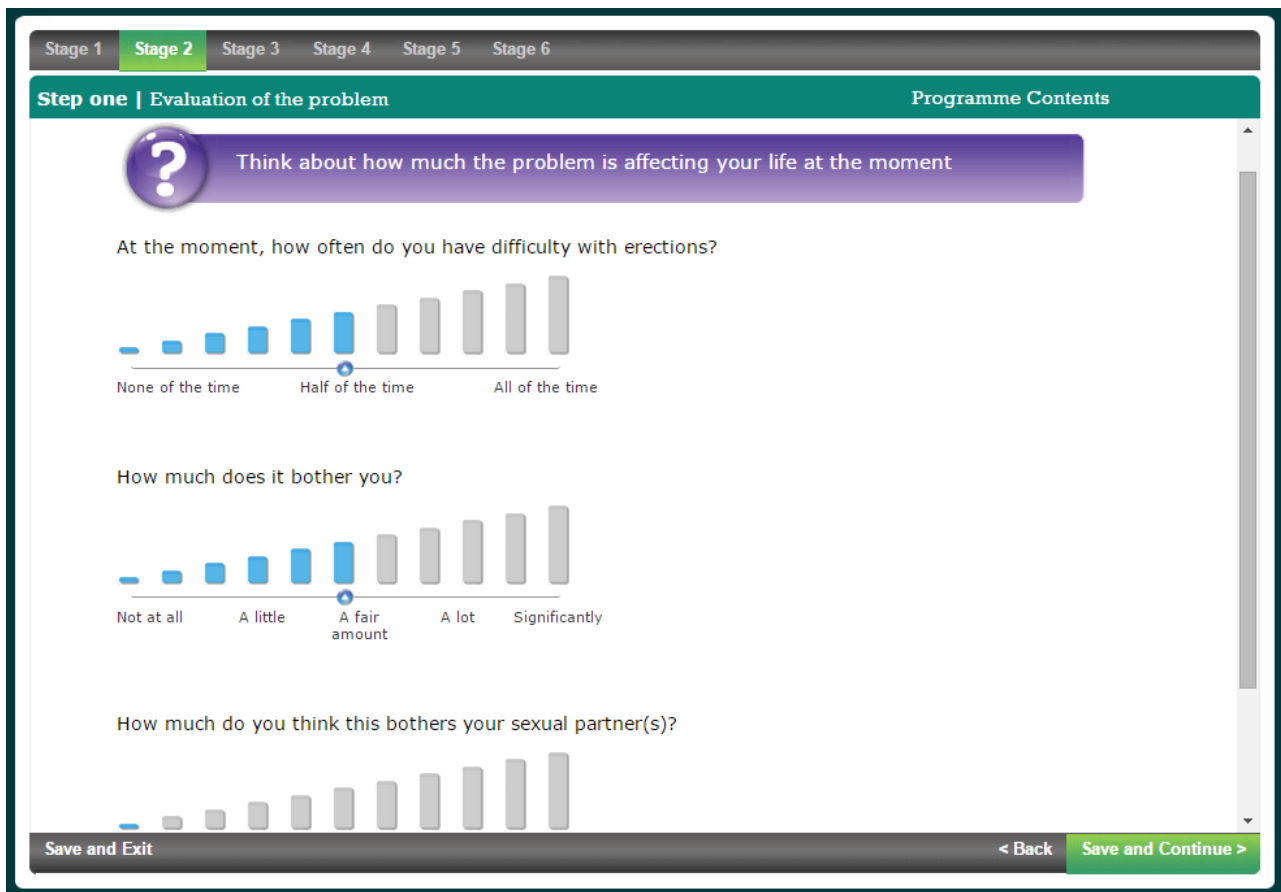 Stage 1 Stage 2 Stage 3 Stage 4 Stage 5 Stage 6
Step one | Evaluation of the problem Programme Contents
? Think about how much the problem is affecting your life at the moment
At the moment, how often do you have difficulty with erections?
None of the time Half of the time All of the time
How much does it bother you?
Not at all A little A fair amount A lot Significantly
How much do you think this bothers your sexual partner(s)?
Save and Exit < Back Save and Continue >